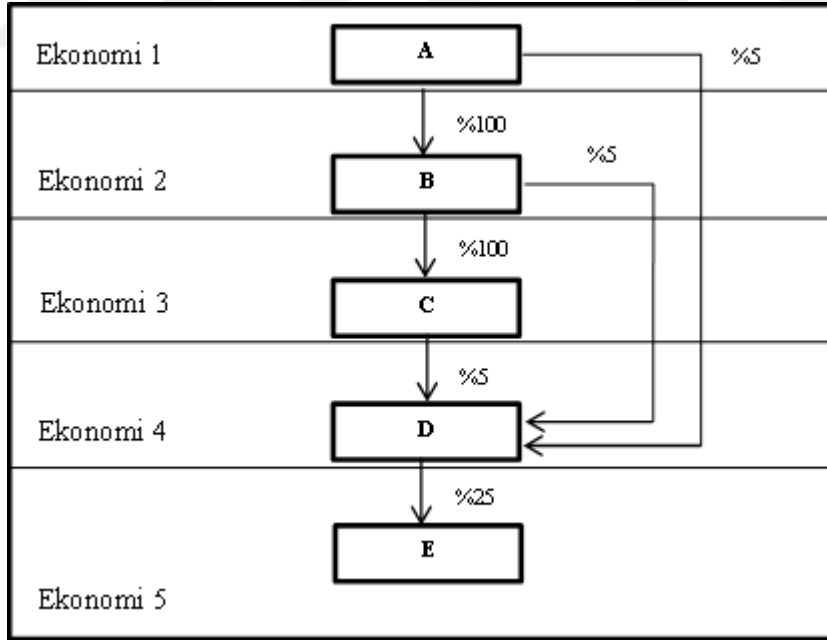 Ekonomi 1
A
%5
%100
Ekonomi 2
B
%5
%100
Ekonomi 3
C
%5
Ekonomi 4
D
%25
E
Ekonomi 5